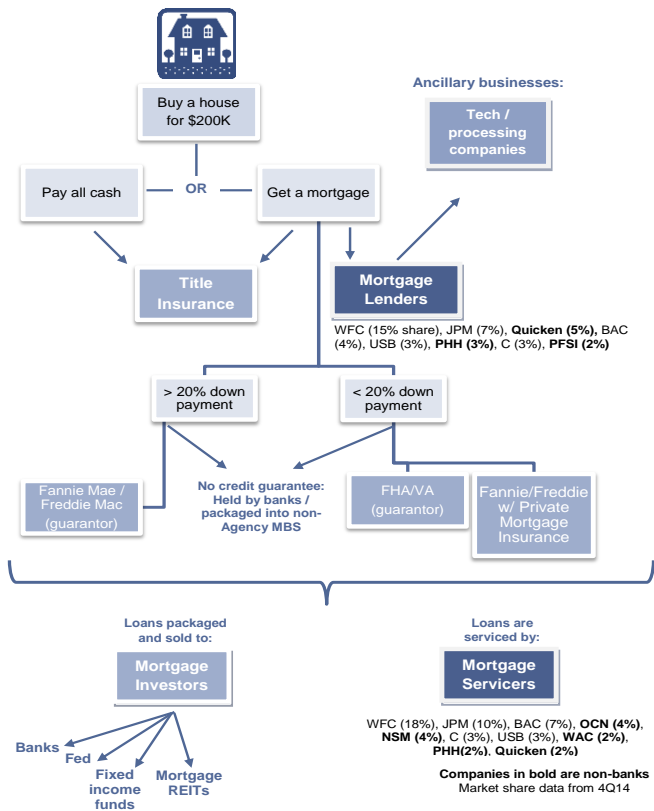 Buy a house
for $200K
Ancillary businesses:
Tech /
processing
companies
Pay all cash
OR
Get a mortgage
Title
Insurance
Mortgage
Lenders
WFC (15% share), JPM (7%), Quicken (5%), BAC
(4%), USB (3%), PHH (3%), C (3%), PFSI (2%)
> 20% down
payment
< 20% down
payment
Fannie Mae /
Freddie Mac
(guarantor)
No credit guarantee:
Held by banks /
packaged into non-
Agency MBS
FHA/VA
(guarantor)
Fannie/Freddie
w/ Private
Mortgage
Insurance
Loans packaged
and sold to:
Mortgage
Investors
Banks
Fed
Fixed
income
funds
Mortgage
REITs
Loans are
serviced by:
Mortgage
Servicers
WFC (18%), JPM (10%), BAC (7%), OCN (4%),
NSM (4%), C (3%), USB (3%), WAC (2%),
PHH(2%), Quicken (2%)
Companies in bold are non-banks
Market share data from 4Q14